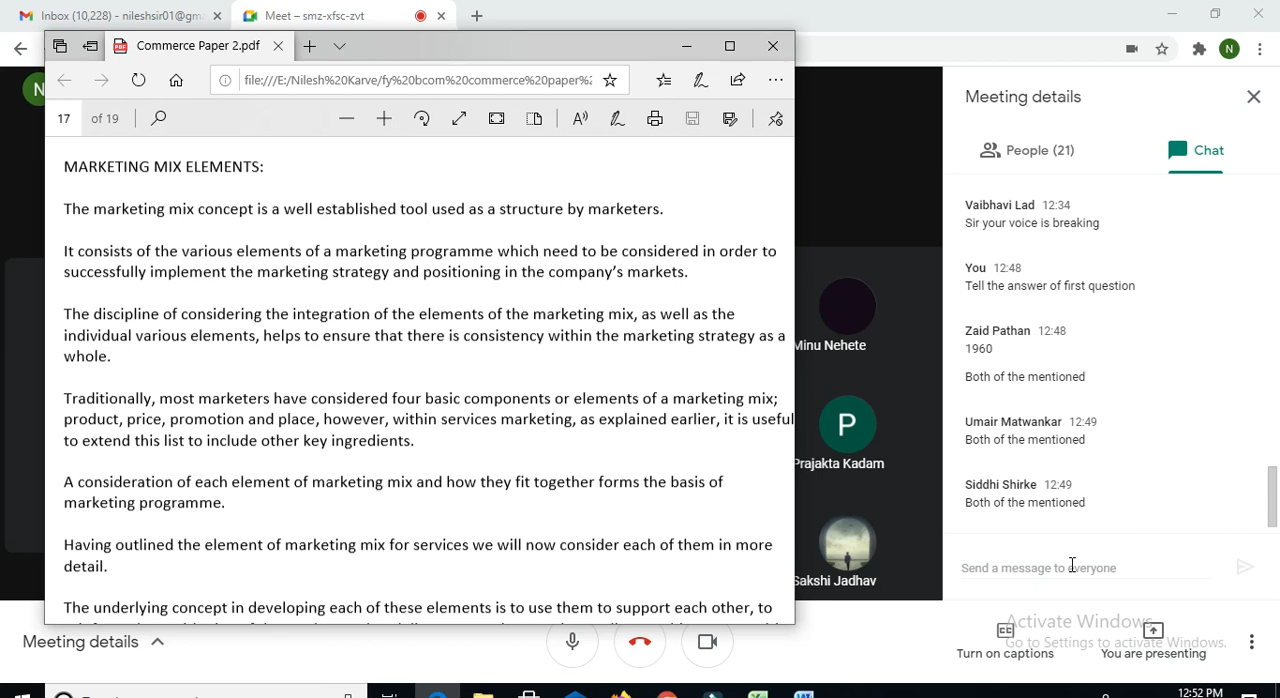 Inbox (10,228) - nileshsir01@gm
Meet – smz-xfsc-zvt
Commerce Paper 2.pdf
file:///E:/Nilesh%20Karve/fy%20bcom%20commerce%20paper%2
N
N
17 of 19
MARKETING MIX ELEMENTS:
The marketing mix concept is a well established tool used as a structure by marketers.
It consists of the various elements of a marketing programme which need to be considered in order to
successfully implement the marketing strategy and positioning in the company's markets.
The discipline of considering the integration of the elements of the marketing mix, as well as the
individual various elements, helps to ensure that there is consistency within the marketing strategy as a
whole.
Traditionally, most marketers have considered four basic components or elements of a marketing mix;
product, price, promotion and place, however, within services marketing, as explained earlier, it is useful
to extend this list to include other key ingredients.
A consideration of each element of marketing mix and how they fit together forms the basis of
marketing programme.
Having outlined the element of marketing mix for services we will now consider each of them in more
detail.
The underlying concept in developing each of these elements is to use them to support each other, to
Minu Nehete
P
Prajakta Kadam
Sakshi Jadhav
Meeting details
People (21)
Chat
Vaibhavi Lad 12:34
Sir your voice is breaking
You 12:48
Tell the answer of first question
Zaid Pathan 12:48
1960
Both of the mentioned
Umair Matwankar 12:49
Both of the mentioned
Siddhi Shirke 12:49
Both of the mentioned
Send a message to everyone
Activate Windows
Go to Settings to activate Windows.
Meeting details
Turn on captions
You are presenting
12:52 PM